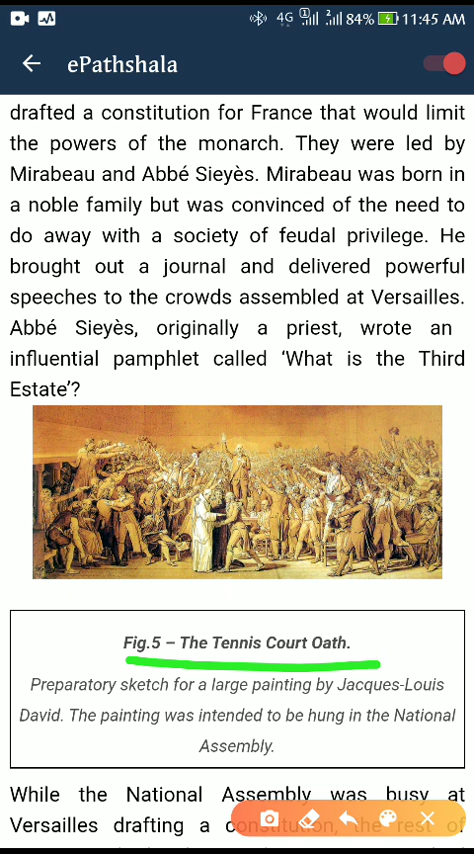 4G 1 2 84% 11:45 AM
ePathshala
drafted a constitution for France that would limit
the powers of the monarch. They were led by
Mirabeau and Abbé Sieyès. Mirabeau was born in
a noble family but was convinced of the need to
do away with a society of feudal privilege. He
brought out a journal and delivered powerful
speeches to the crowds assembled at Versailles.
Abbé Sieyès, originally a priest, wrote an
influential pamphlet called ‘What is the Third
Estate’?
Fig.5 – The Tennis Court Oath.
Preparatory sketch for a large painting by Jacques-Louis
David. The painting was intended to be hung in the National
Assembly.
While the National Assembly was busy at
Versailles drafting a constitution, the rest of